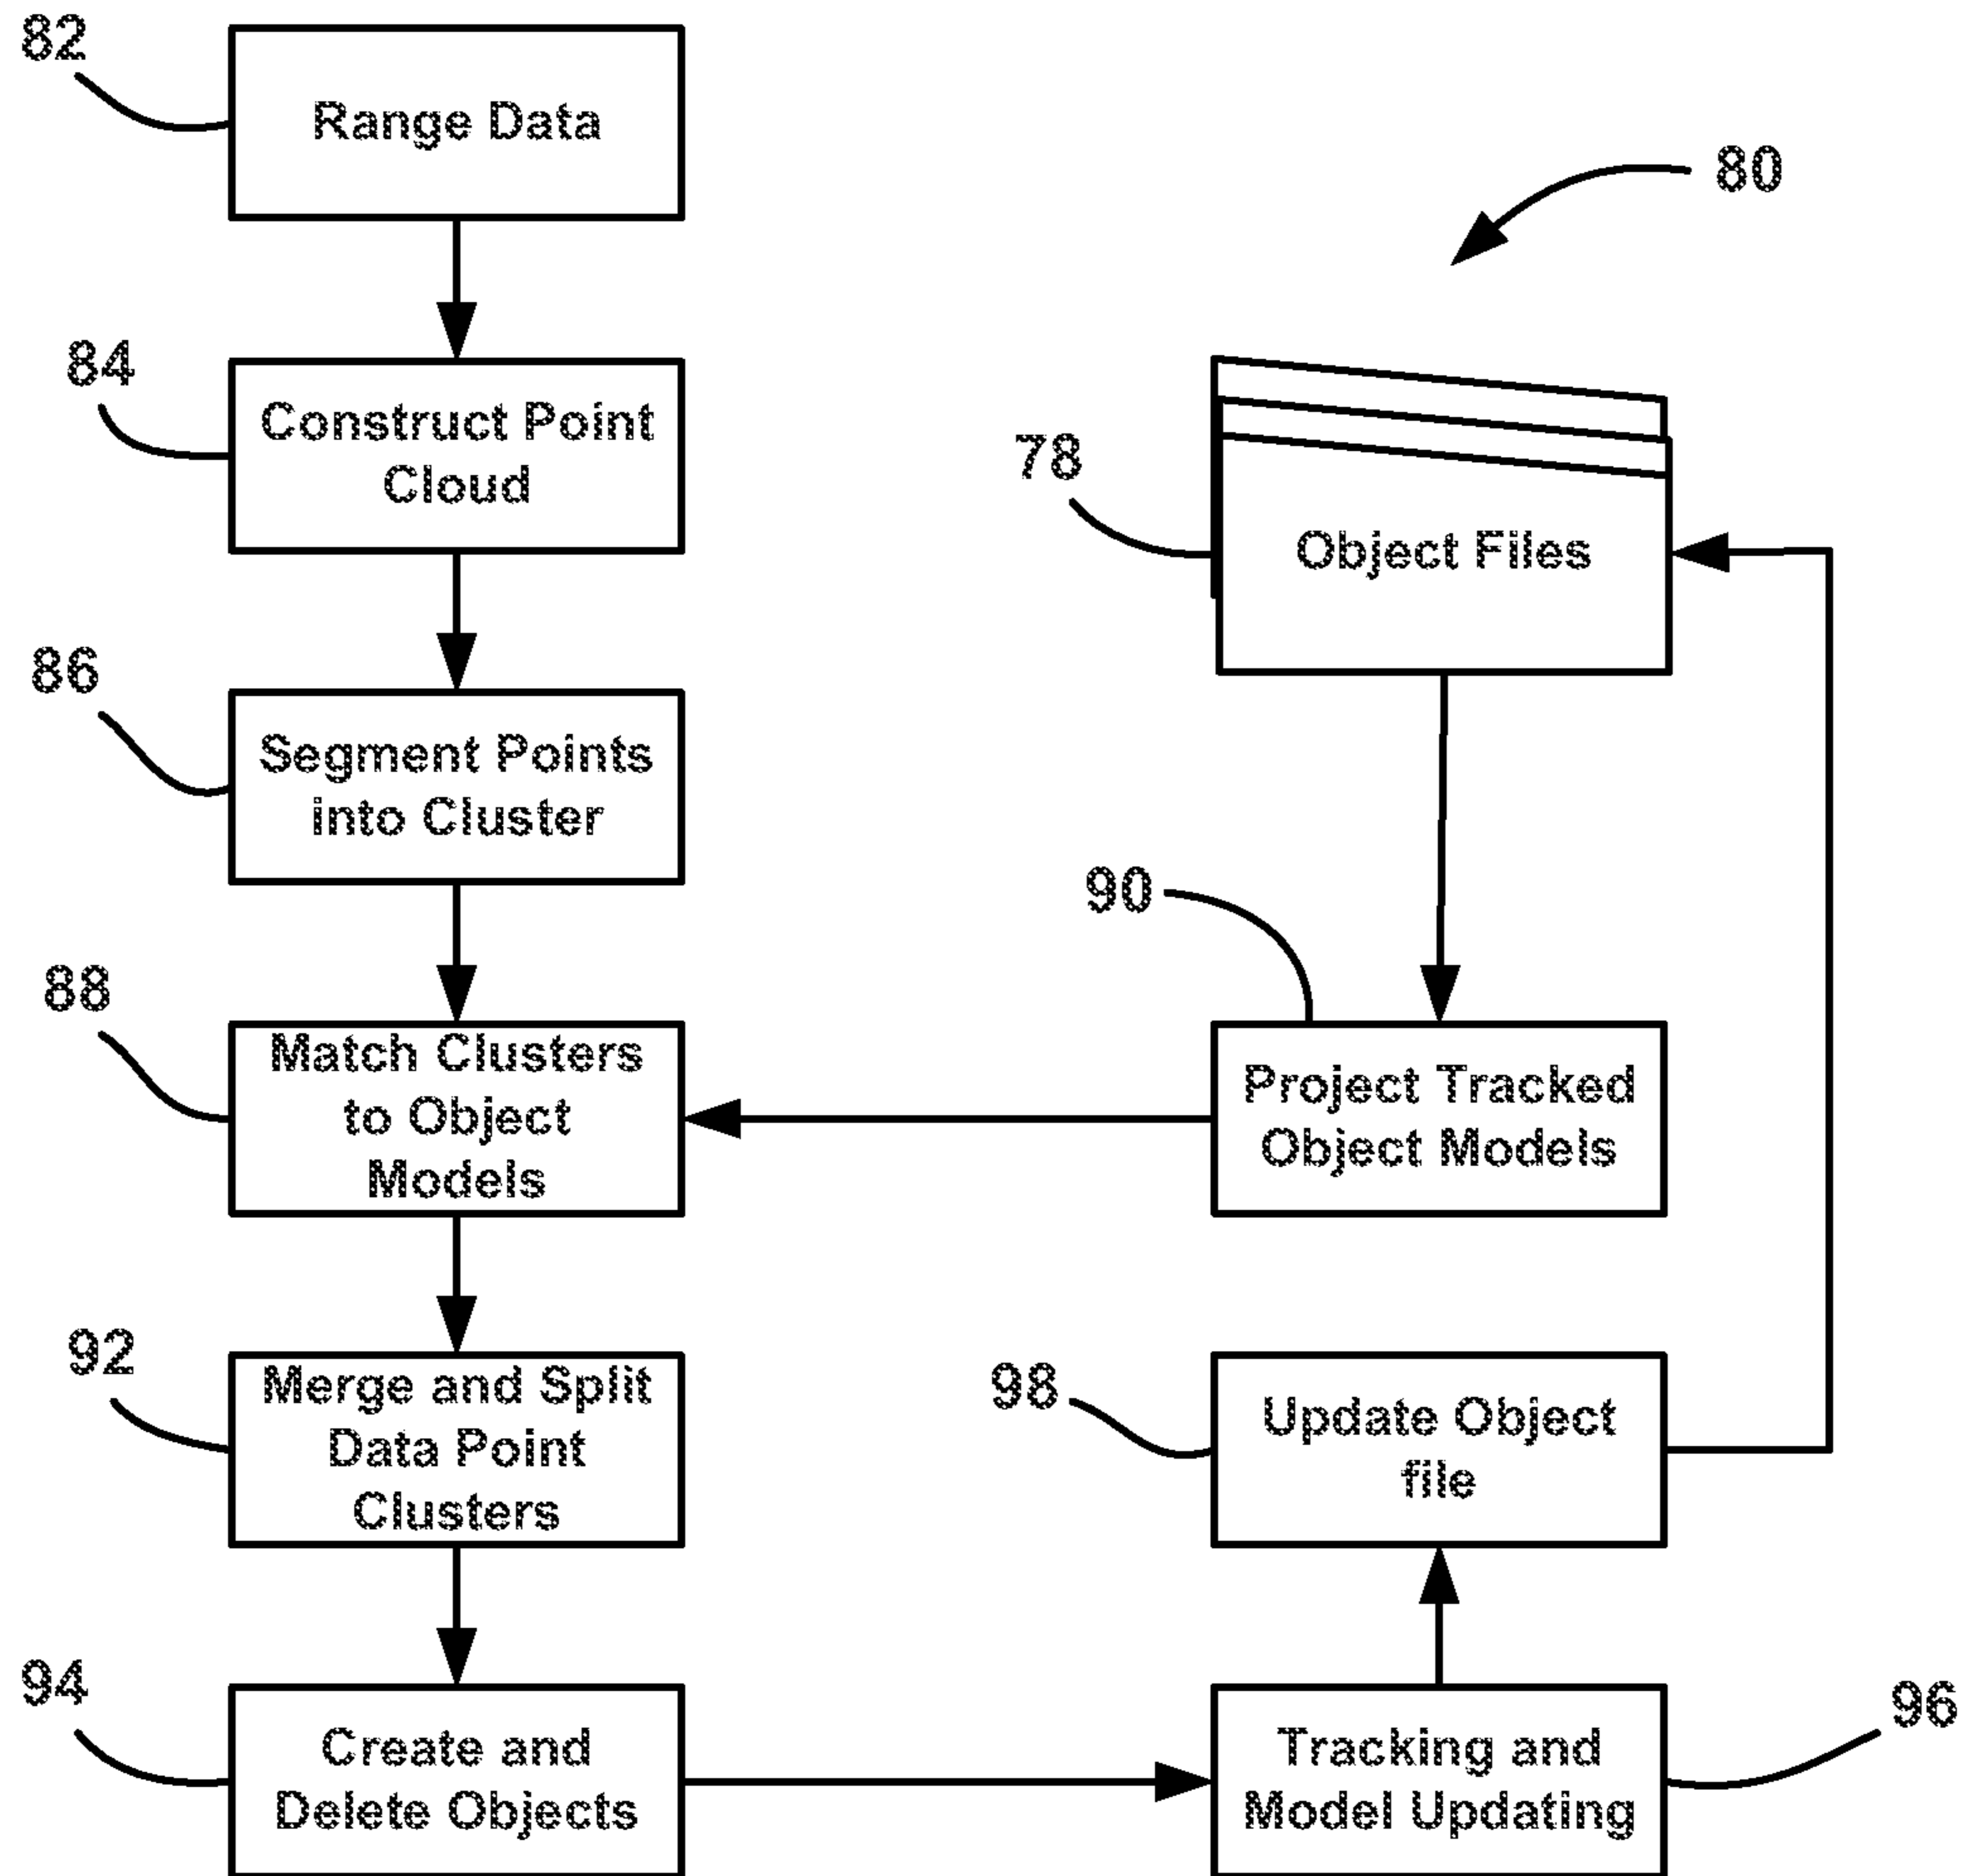 82
Range Data
80
84
Construct Point
Cloud
78
Object Files
86
Segment Points
into Cluster
90
88
Match Clusters
to Object
Models
Project Tracked
Object Models
92
Merge and Split
Data Point
Clusters
98
Update Object
file
94
Create and
Delete Objects
Tracking and
Model Updating
96